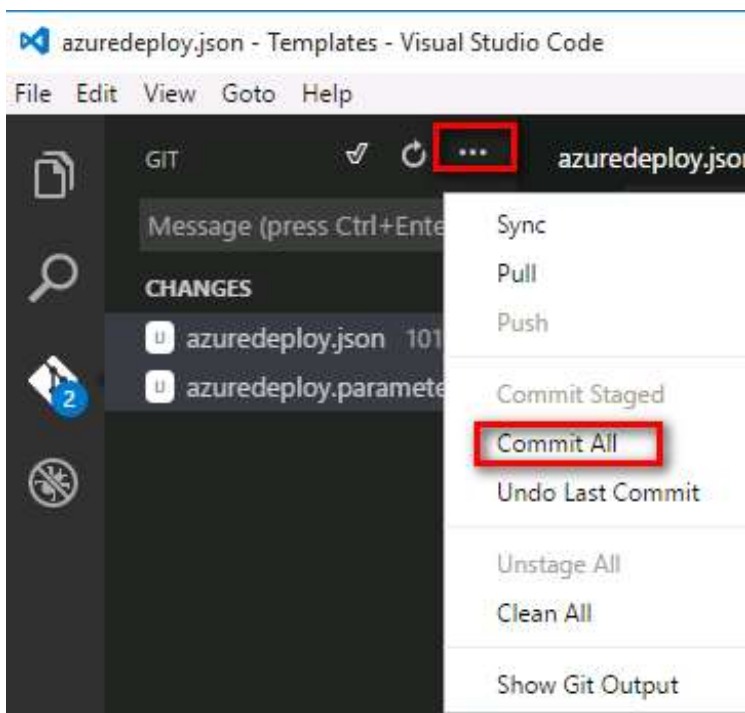 azuredeploy.json - Templates - Visual Studio Code
File Edit View Goto Help
GIT
azuredeploy.json
Message (press Ctrl+Ente
CHANGES
U azuredeploy.json 101
U azuredeploy.paramete
2
Sync
Pull
Push
Commit Staged
Commit All
Undo Last Commit
Unstage All
Clean All
Show Git Output